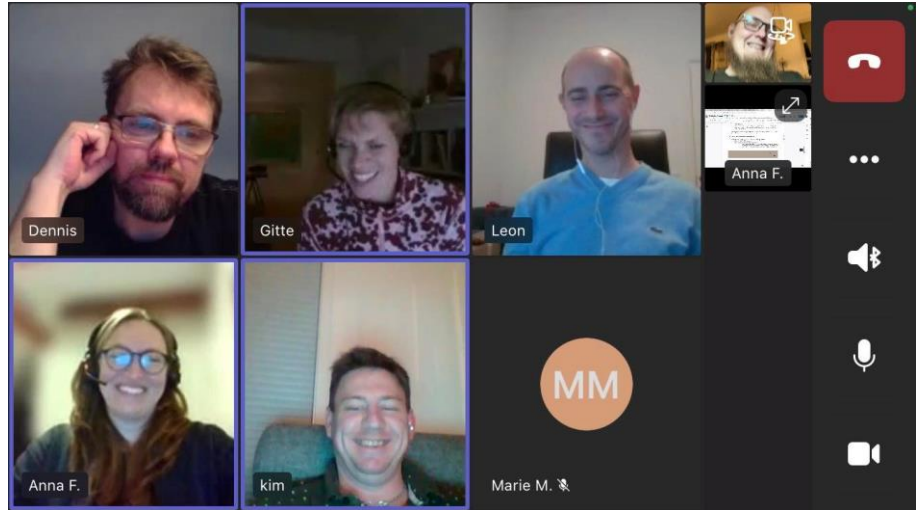 Dennis
Gitte
Leon
Anna F.
Anna F.
kim
MM
Marie M.